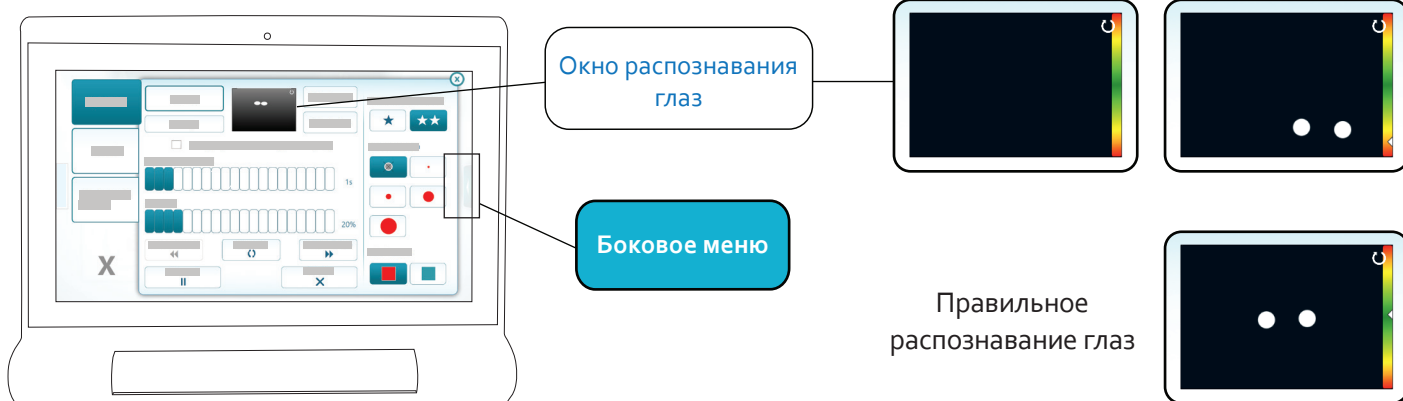 Окно распознавания
глаз
1s
20%
Боковое меню
X
Правильное
распознавание глаз